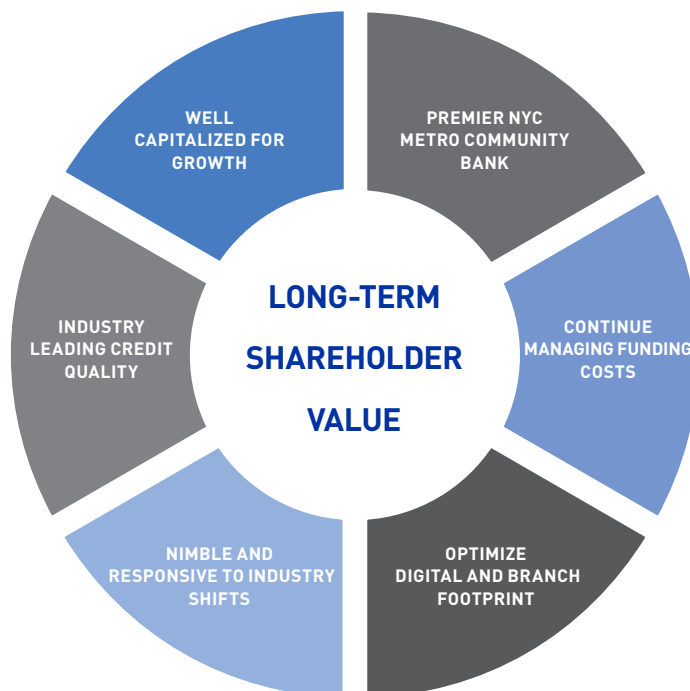 WELL
CAPITALIZED FOR
GROWTH
PREMIER NYC
METRO COMMUNITY
BANK
INDUSTRY
LEADING CREDIT
QUALITY
LONG-TERM
SHAREHOLDER
VALUE
CONTINUE
MANAGING FUNDING
COSTS
NIMBLE AND
RESPONSIVE TO INDUSTRY
SHIFTS
OPTIMIZE
DIGITAL AND BRANCH
FOOTPRINT